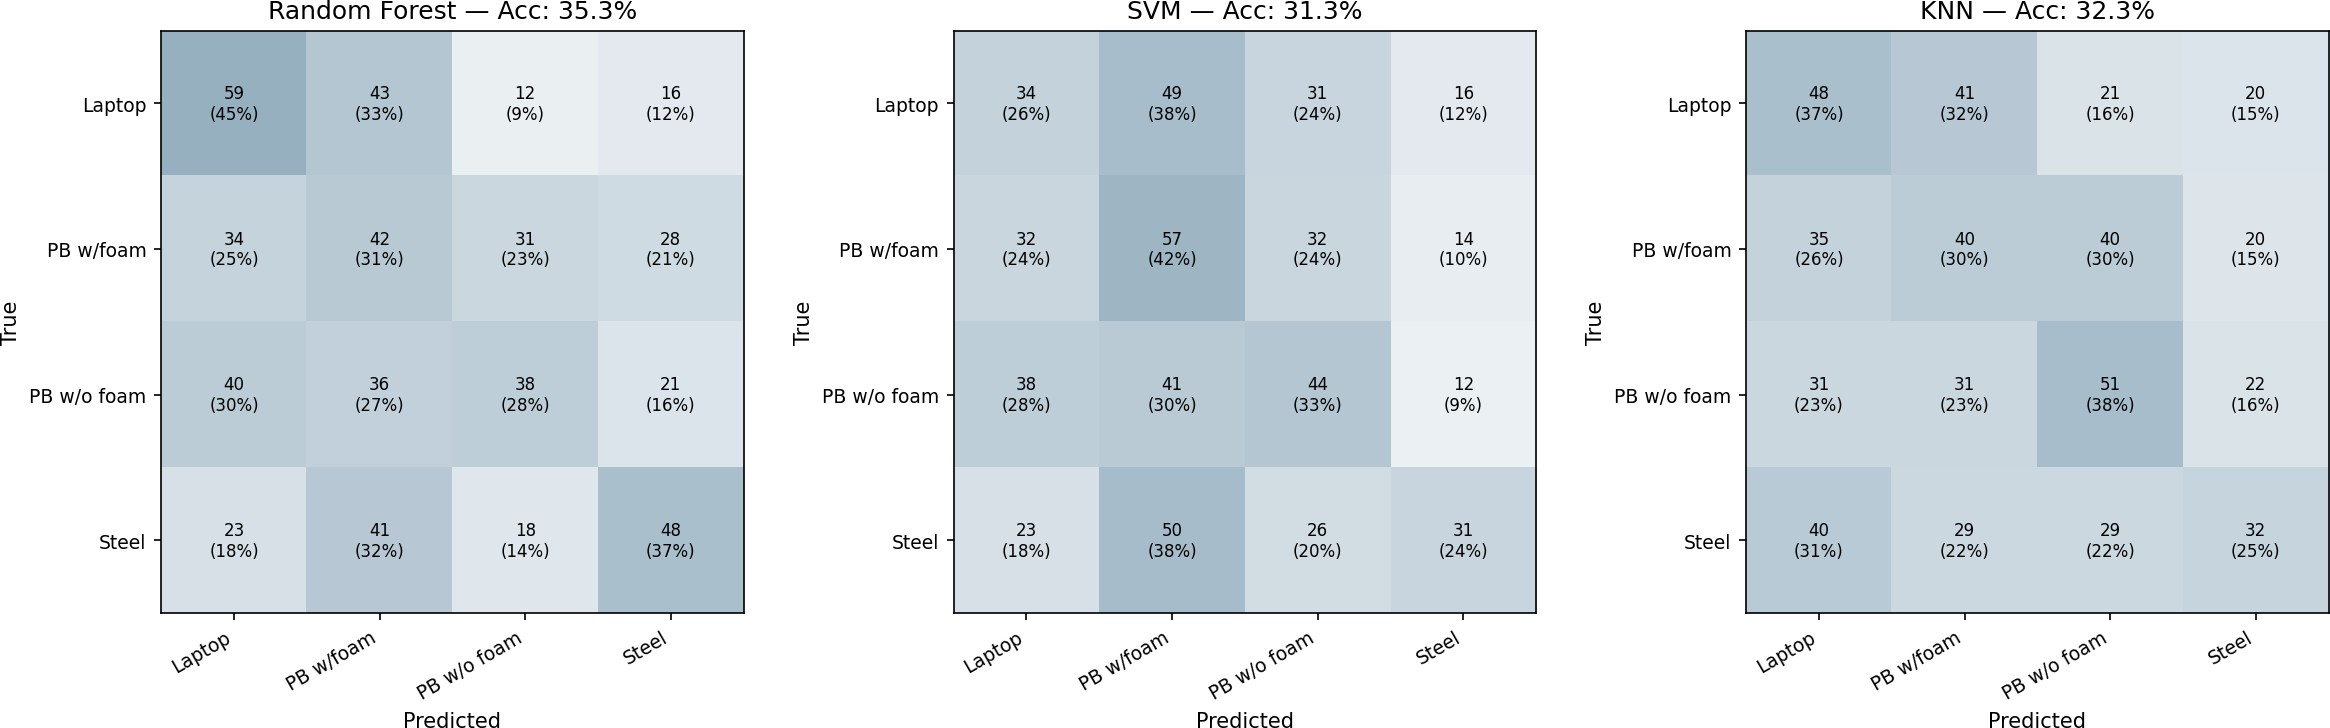 Random Forest — Acc: 35.3%
True
Laptop
59 43 12 16
(45%) (33%) (9%) (12%)
PB w/foam
34 42 31 28
(25%) (31%) (23%) (21%)
PB w/o foam
40 36 38 21
(30%) (27%) (28%) (16%)
Steel
23 41 18 48
(18%) (32%) (14%) (37%)
Laptop PB w/foam PB w/o foam Steel
Predicted
SVM — Acc: 31.3%
True
Laptop
34 49 31 16
(26%) (38%) (24%) (12%)
PB w/foam
32 57 32 14
(24%) (42%) (24%) (10%)
PB w/o foam
38 41 44 12
(28%) (30%) (33%) (9%)
Steel
23 50 26 31
(18%) (38%) (20%) (24%)
Laptop PB w/foam PB w/o foam Steel
Predicted
KNN — Acc: 32.3%
True
Laptop
48 41 21 20
(37%) (32%) (16%) (15%)
PB w/foam
35 40 40 20
(26%) (30%) (30%) (15%)
PB w/o foam
31 31 51 22
(23%) (23%) (38%) (16%)
Steel
40 29 29 32
(31%) (22%) (22%) (25%)
Laptop PB w/foam PB w/o foam Steel
Predicted